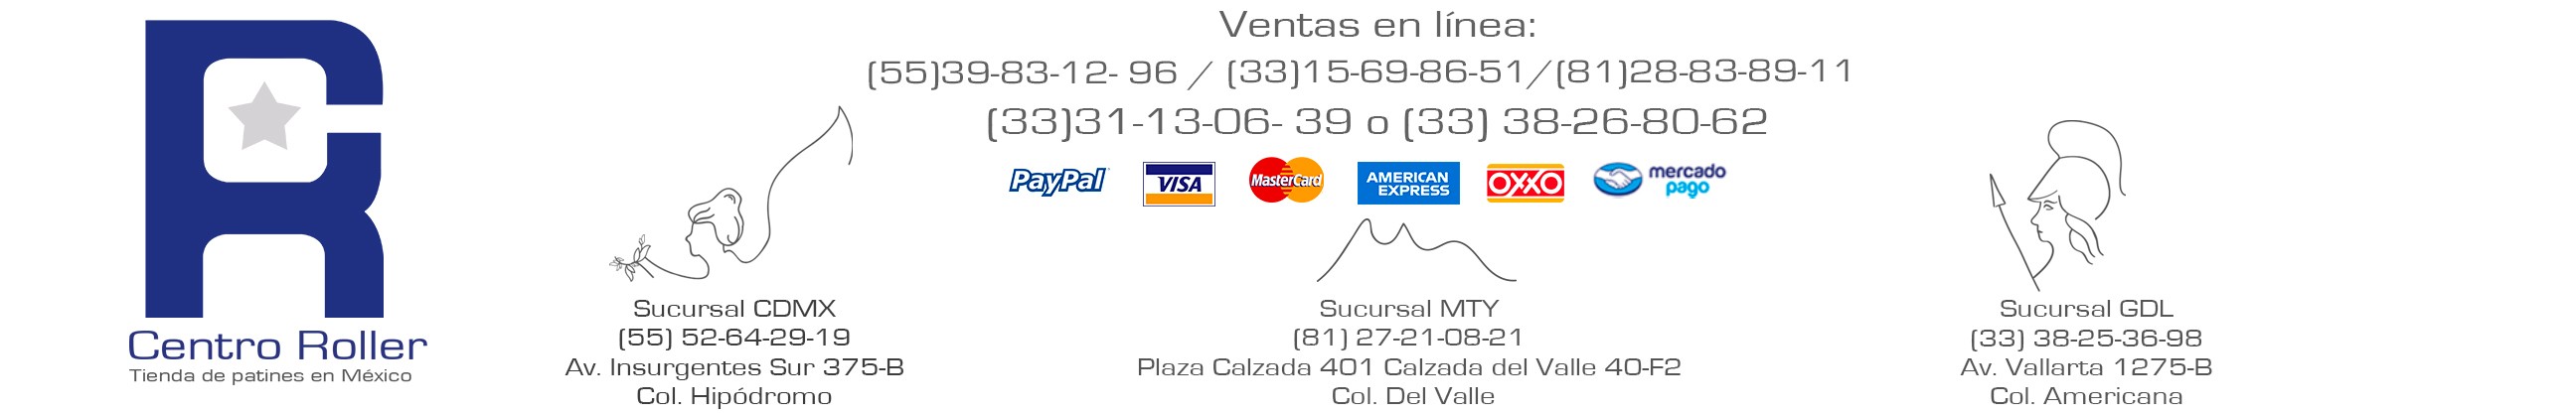 Centro Roller
Tienda de patines en México
Ventas en línea:
(55)39-83-12- 96 / (33)15-69-86-51/(81)28-83-89-11
(33)31-13-06- 39 o (33) 38-26-80-62
PayPal VISA MasterCard AMERICAN EXPRESS OXXO mercado pago
Sucursal CDMX
(55) 52-64-29-19
Av. Insurgentes Sur 375-B
Col. Hipódromo
Sucursal MTY
(81) 27-21-08-21
Plaza Calzada 401 Calzada del Valle 40-F2
Col. Del Valle
Sucursal GDL
(33) 38-25-36-98
Av. Vallarta 1275-B
Col. Americana